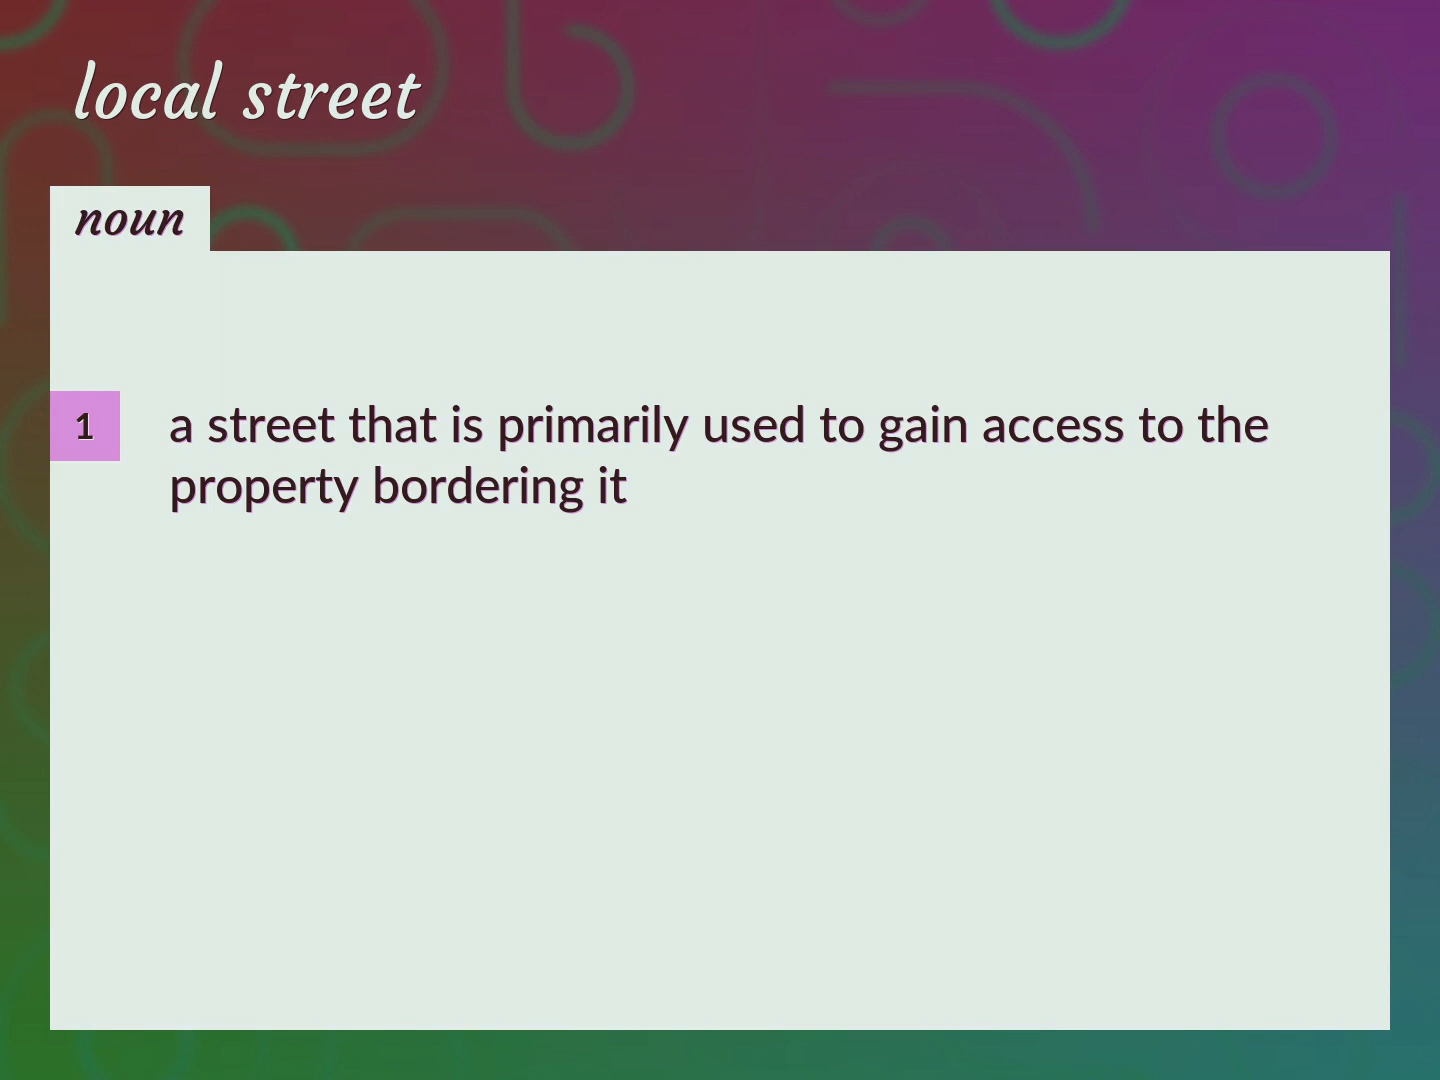 local street
noun
1
a street that is primarily used to gain access to the
property bordering it